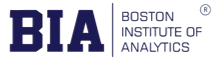 BIA
BOSTON
INSTITUTE OF
ANALYTICS
®